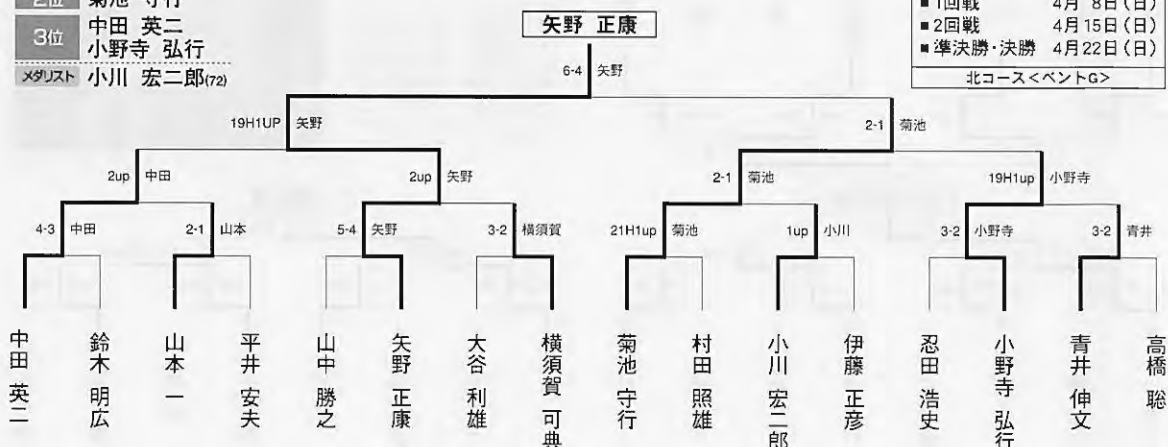 2位 菊池 守行
3位 中田 英二
小野寺 弘行
メダリスト 小川 宏二郎(72)
矢野 正康
■1回戦 4月 8日(日)
■2回戦 4月15日(日)
■準決勝・決勝 4月22日(日)
北コース<ベントG>
6-4 矢野
19H1UP 矢野
2-1 菊池
2up 中田
2up 矢野
2-1 菊池
19H1up 小野寺
4-3 中田
2-1 山本
5-4 矢野
3-2 横須賀
21H1up 菊池
1up 小川
3-2 小野寺
3-2 青井
中田 英二
鈴木 明広
山本 一
平井 安夫
山中 勝之
矢野 正康
大谷 利雄
横須賀 可典
菊池 守行
村田 照雄
小川 宏二郎
伊藤 正彦
忍田 浩史
小野寺 弘行
青井 伸文
高橋 聡